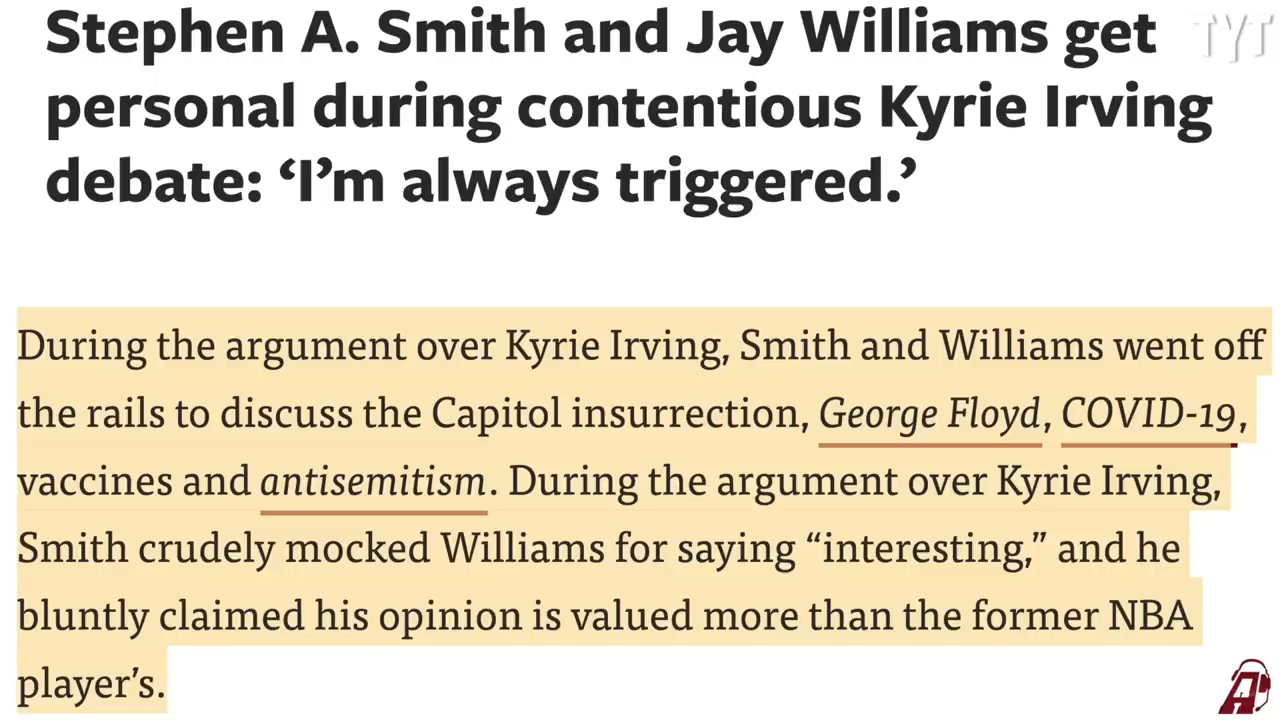 Stephen A. Smith and Jay Williams get
personal during contentious Kyrie Irving
debate: ‘I’m always triggered.’
TYT
During the argument over Kyrie Irving, Smith and Williams went off
the rails to discuss the Capitol insurrection, George Floyd, COVID-19,
vaccines and antisemitism. During the argument over Kyrie Irving,
Smith crudely mocked Williams for saying “interesting,” and he
bluntly claimed his opinion is valued more than the former NBA
player’s.
A